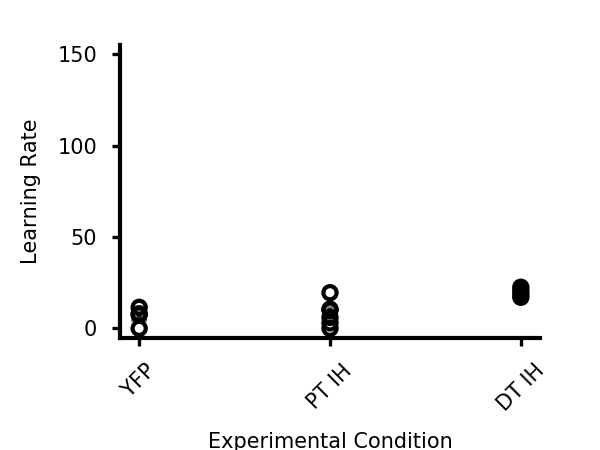 150
100
50
0
Learning Rate
YFP
PT IH
DT IH
Experimental Condition